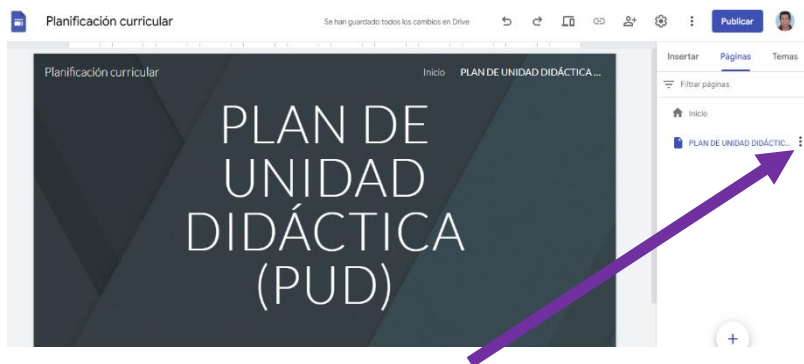 Planificación curricular
Se han guardado todos los cambios en Drive
Publicar
Insertar Páginas Temas
Filtrar páginas
Inicio
PLAN DE UNIDAD DIDÁCTIC...
Planificación curricular
Inicio PLAN DE UNIDAD DIDÁCTICA ...
PLAN DE
UNIDAD
DIDÁCTICA
(PUD)